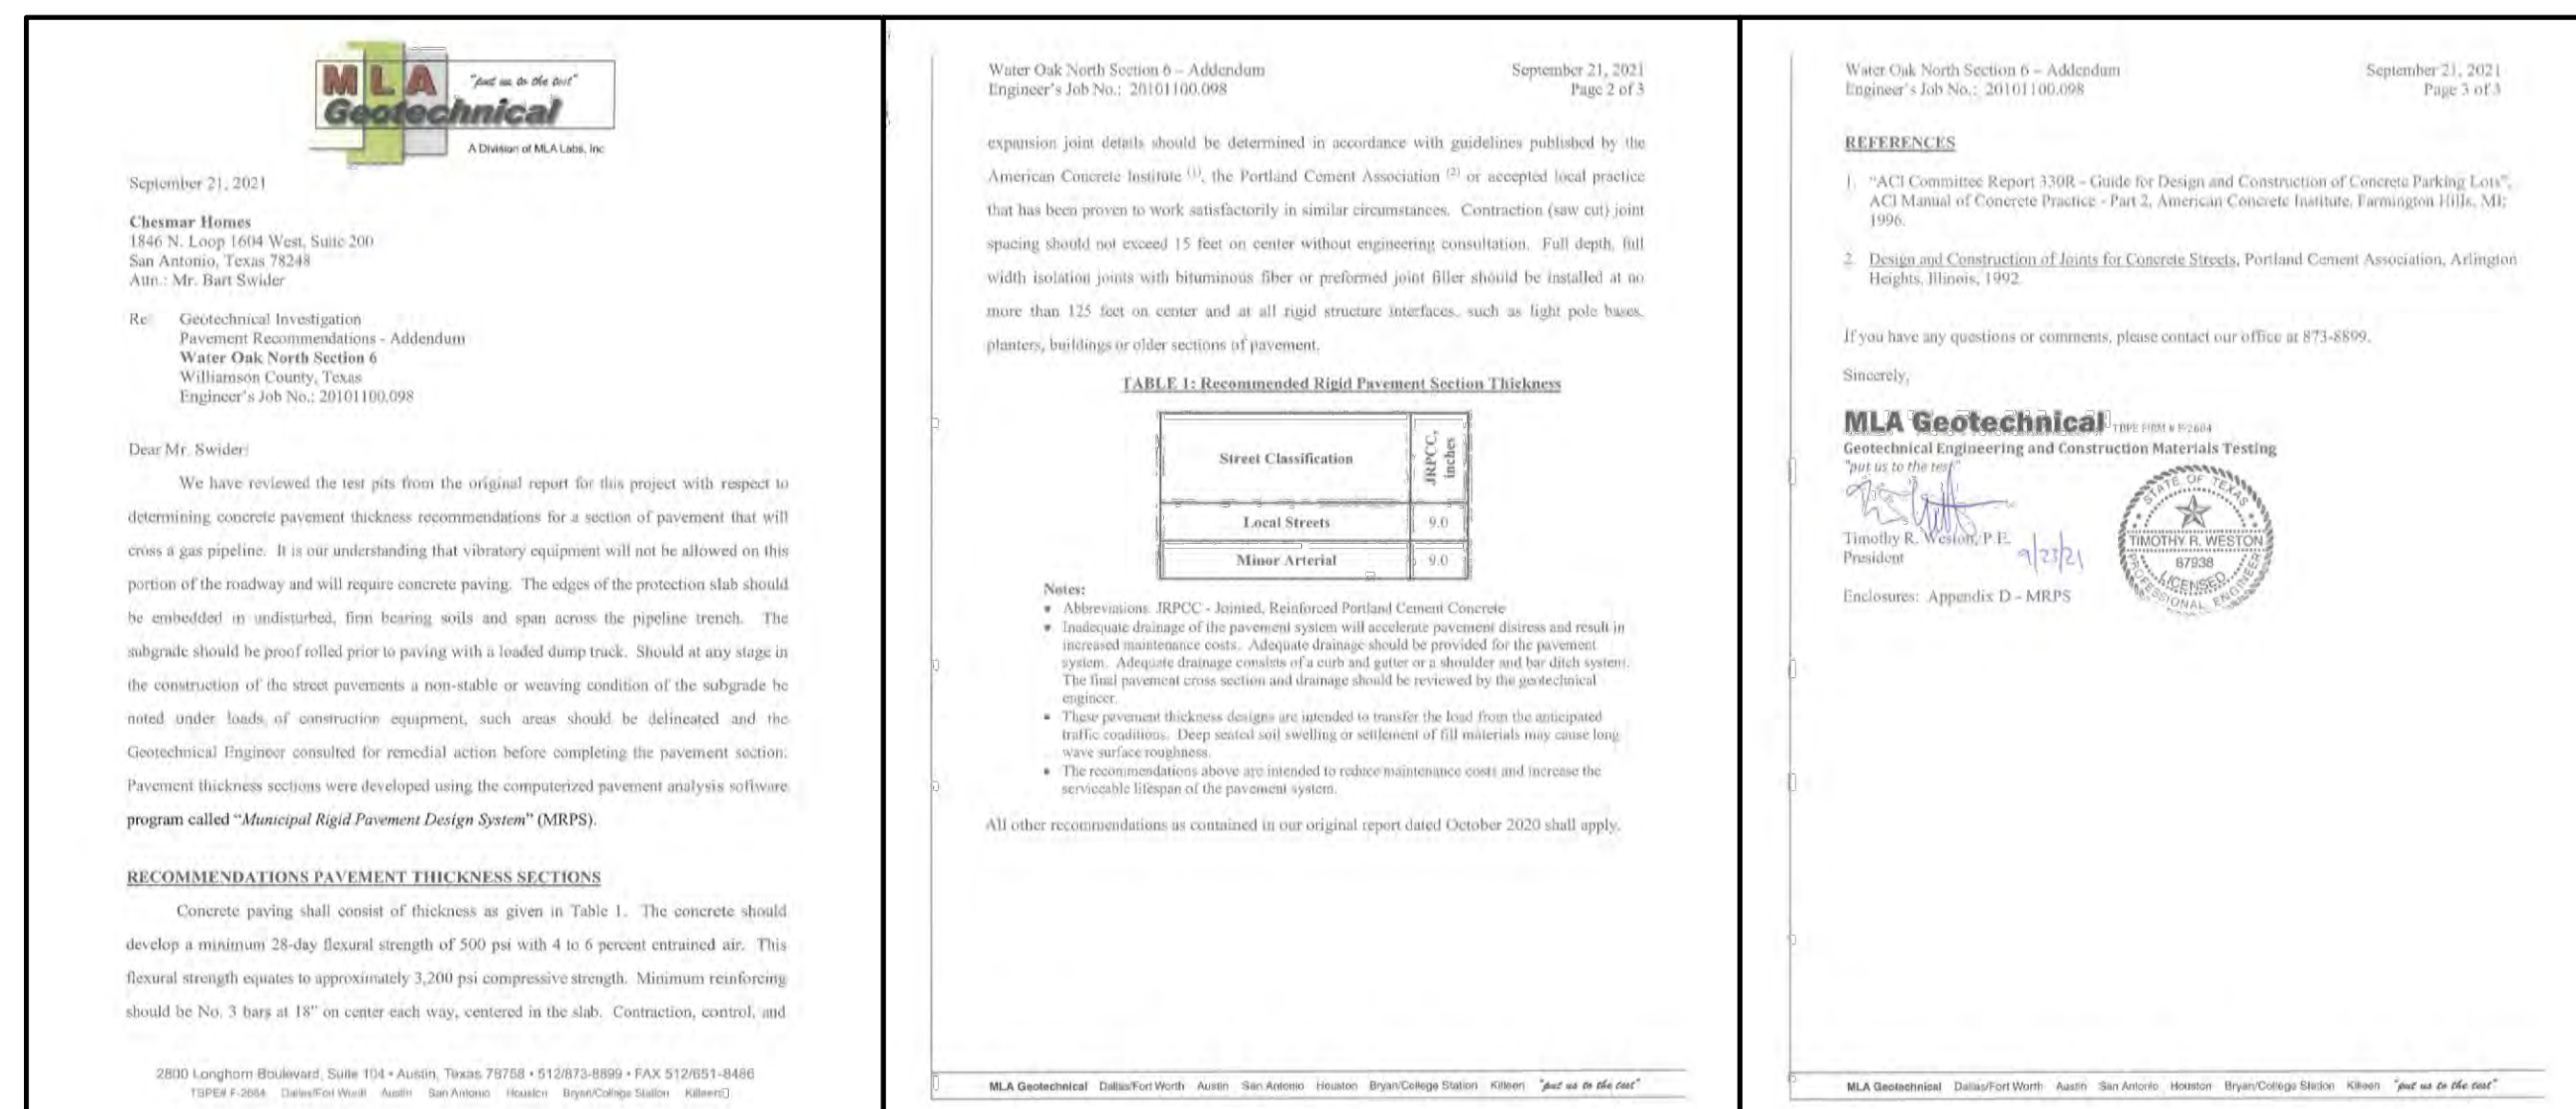 MLA
"put us to the test"
Geotechnical
A Division of MLA Labs, Inc
September 21, 2021
Chesmar Homes
1846 N. Loop 1604 West, Suite 200
San Antonio, Texas 78248
Attn.: Mr. Bart Swider
Re: Geotechnical Investigation
Pavement Recommendations - Addendum
Water Oak North Section 6
Williamson County, Texas
Engineer's Job No.: 20101100.098
Dear Mr. Swider:
We have reviewed the test pits from the original report for this project with respect to
determining concrete pavement thickness recommendations for a section of pavement that will
cross a gas pipeline. It is our understanding that vibratory equipment will not be allowed on this
portion of the roadway and will require concrete paving. The edges of the protection slab should
be embedded in undisturbed, firm bearing soils and span across the pipeline trench. The
subgrade should be proof rolled prior to paving with a loaded dump truck. Should at any stage in
the construction of the street pavements a non-stable or weaving condition of the subgrade be
noted under loads of construction equipment, such areas should be delineated and the
Geotechnical Engineer consulted for remedial action before completing the pavement section.
Pavement thickness sections were developed using the computerized pavement analysis software
program called "Municipal Rigid Pavement Design System" (MRPS).
RECOMMENDATIONS PAVEMENT THICKNESS SECTIONS
Concrete paving shall consist of thickness as given in Table 1. The concrete should
develop a minimum 28-day flexural strength of 500 psi with 4 to 6 percent entrained air. This
flexural strength equates to approximately 3,200 psi compressive strength. Minimum reinforcing
should be No. 3 bars at 18" on center each way, centered in the slab. Contraction, control, and
2800 Longhorn Boulevard, Suite 104 • Austin, Texas 78758 • 512/873-8899 • FAX 512/651-8486
TBPE# F-2684 Dallas/Fort Worth Austin San Antonio Houston Bryan/College Station Killeen
Water Oak North Section 6 – Addendum September 21, 2021
Engineer's Job No.: 20101100.098 Page 2 of 3
expansion joint details should be determined in accordance with guidelines published by the
American Concrete Institute (1), the Portland Cement Association (2) or accepted local practice
that has been proven to work satisfactorily in similar circumstances. Contraction (saw cut) joint
spacing should not exceed 15 feet on center without engineering consultation. Full depth, full
width isolation joints with bituminous fiber or preformed joint filler should be installed at no
more than 125 feet on center and at all rigid structure interfaces, such as light pole bases,
planters, buildings or older sections of pavement.
TABLE 1: Recommended Rigid Pavement Section Thickness
Street Classification JRPCC, inches
Local Streets 9.0
Minor Arterial 9.0
Notes:
• Abbreviations: JRPCC - Jointed, Reinforced Portland Cement Concrete
• Inadequate drainage of the pavement system will accelerate pavement distress and result in
increased maintenance costs. Adequate drainage should be provided for the pavement
system. Adequate drainage consists of a curb and gutter or a shoulder and bar ditch system.
The final pavement cross section and drainage should be reviewed by the geotechnical
engineer.
• These pavement thickness designs are intended to transfer the load from the anticipated
traffic conditions. Deep seated soil swelling or settlement of fill materials may cause long
wave surface roughness.
• The recommendations above are intended to reduce maintenance costs and increase the
serviceable lifespan of the pavement system.
All other recommendations as contained in our original report dated October 2020 shall apply.
MLA Geotechnical Dallas/Fort Worth Austin San Antonio Houston Bryan/College Station Killeen "put us to the test"
Water Oak North Section 6 – Addendum September 21, 2021
Engineer's Job No.: 20101100.098 Page 3 of 3
REFERENCES
1. "ACI Committee Report 330R – Guide for Design and Construction of Concrete Parking Lots",
ACI Manual of Concrete Practice - Part 2, American Concrete Institute, Farmington Hills, MI;
1996.
2. Design and Construction of Joints for Concrete Streets, Portland Cement Association, Arlington
Heights, Illinois, 1992.
If you have any questions or comments, please contact our office at 873-8899.
Sincerely,
MLA Geotechnical TBPE FIRM # F-2684
Geotechnical Engineering and Construction Materials Testing
"put us to the test"
Timothy R. Weston, P.E.
President
9/23/21
STATE OF TEXAS
TIMOTHY R. WESTON
87938
LICENSED
PROFESSIONAL ENGINEER
Enclosures: Appendix D - MRPS
MLA Geotechnical Dallas/Fort Worth Austin San Antonio Houston Bryan/College Station Killeen "put us to the test"